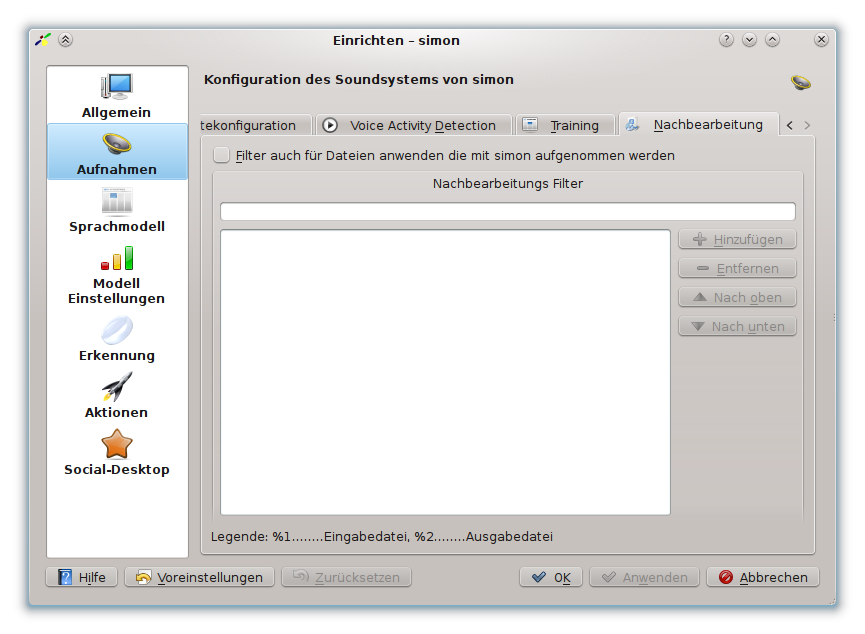 Einrichten – simon
Allgemein
Aufnahmen
Sprachmodell
Modell
Einstellungen
Erkennung
Aktionen
Social-Desktop
Konfiguration des Soundsystems von simon
tekonfiguration
Voice Activity Detection
Training
Nachbearbeitung
Filter auch für Dateien anwenden die mit simon aufgenommen werden
Nachbearbeitungs Filter
Hinzufügen
Entfernen
Nach oben
Nach unten
Legende: %1........Eingabedatei, %2........Ausgabedatei
Hilfe
Voreinstellungen
Zurücksetzen
OK
Anwenden
Abbrechen